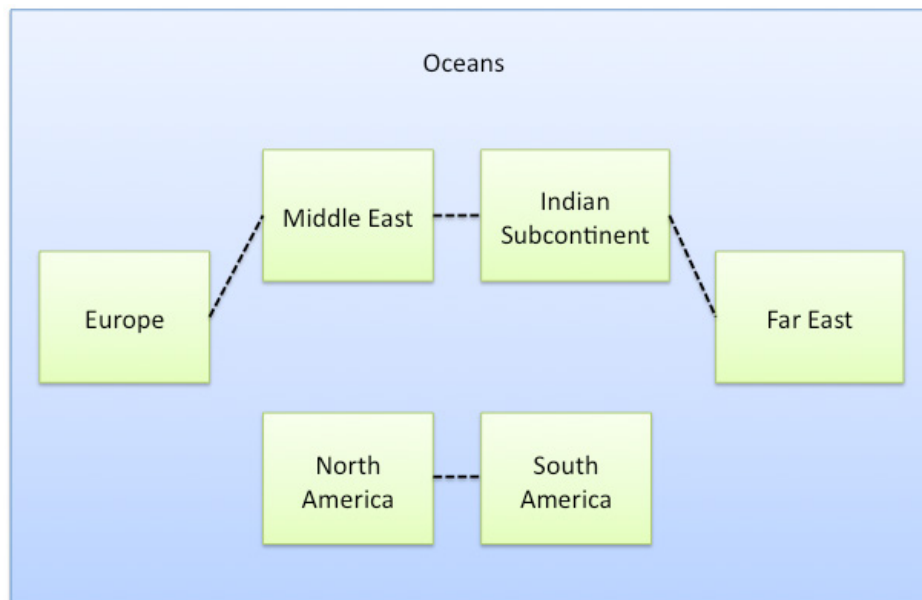 Oceans
Middle East
Indian
Subcontinent
Europe
Far East
North
America
South
America